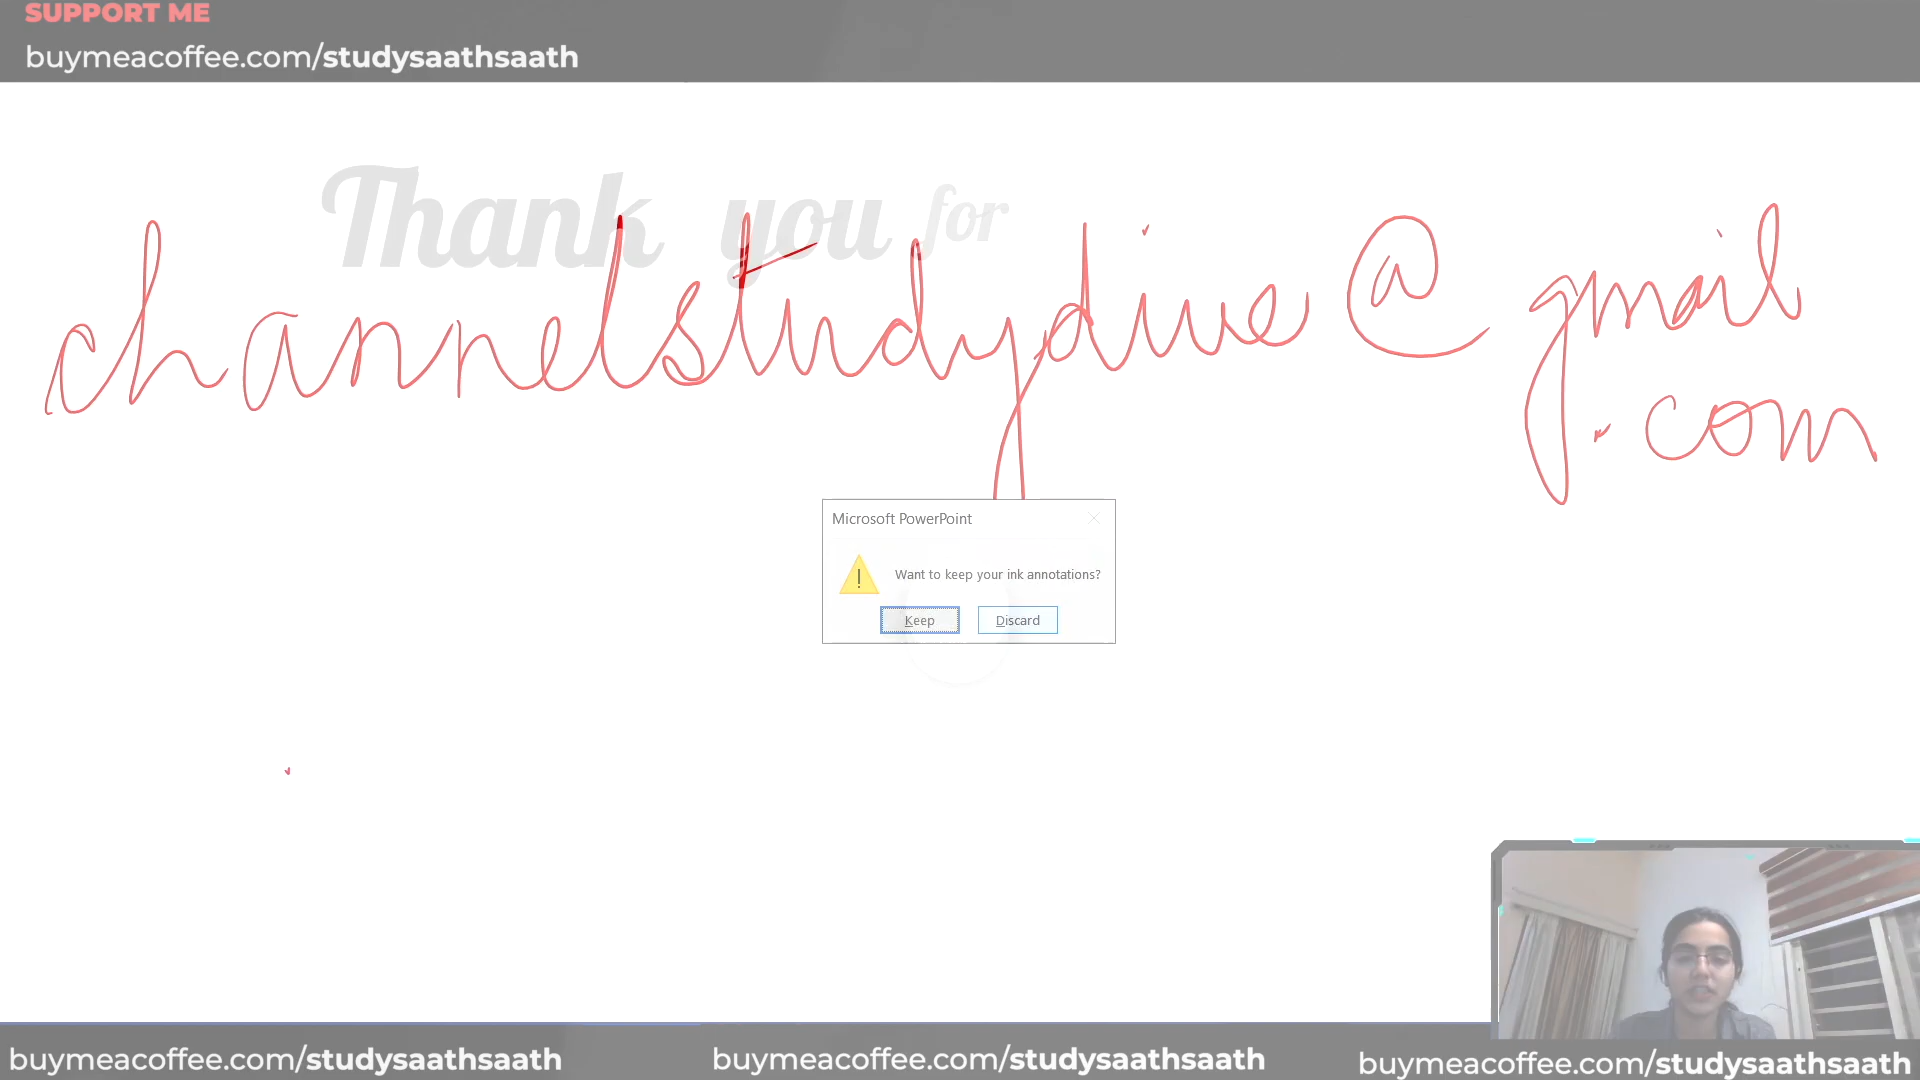 SUPPORT ME
buymeacoffee.com/studysaathsaath
Thank you for
channelstudydive@gmail
.com
Microsoft PowerPoint
Want to keep your ink annotations?
Keep Discard
buymeacoffee.com/studysaathsaath buymeacoffee.com/studysaathsaath buymeacoffee.com/studysaathsaath